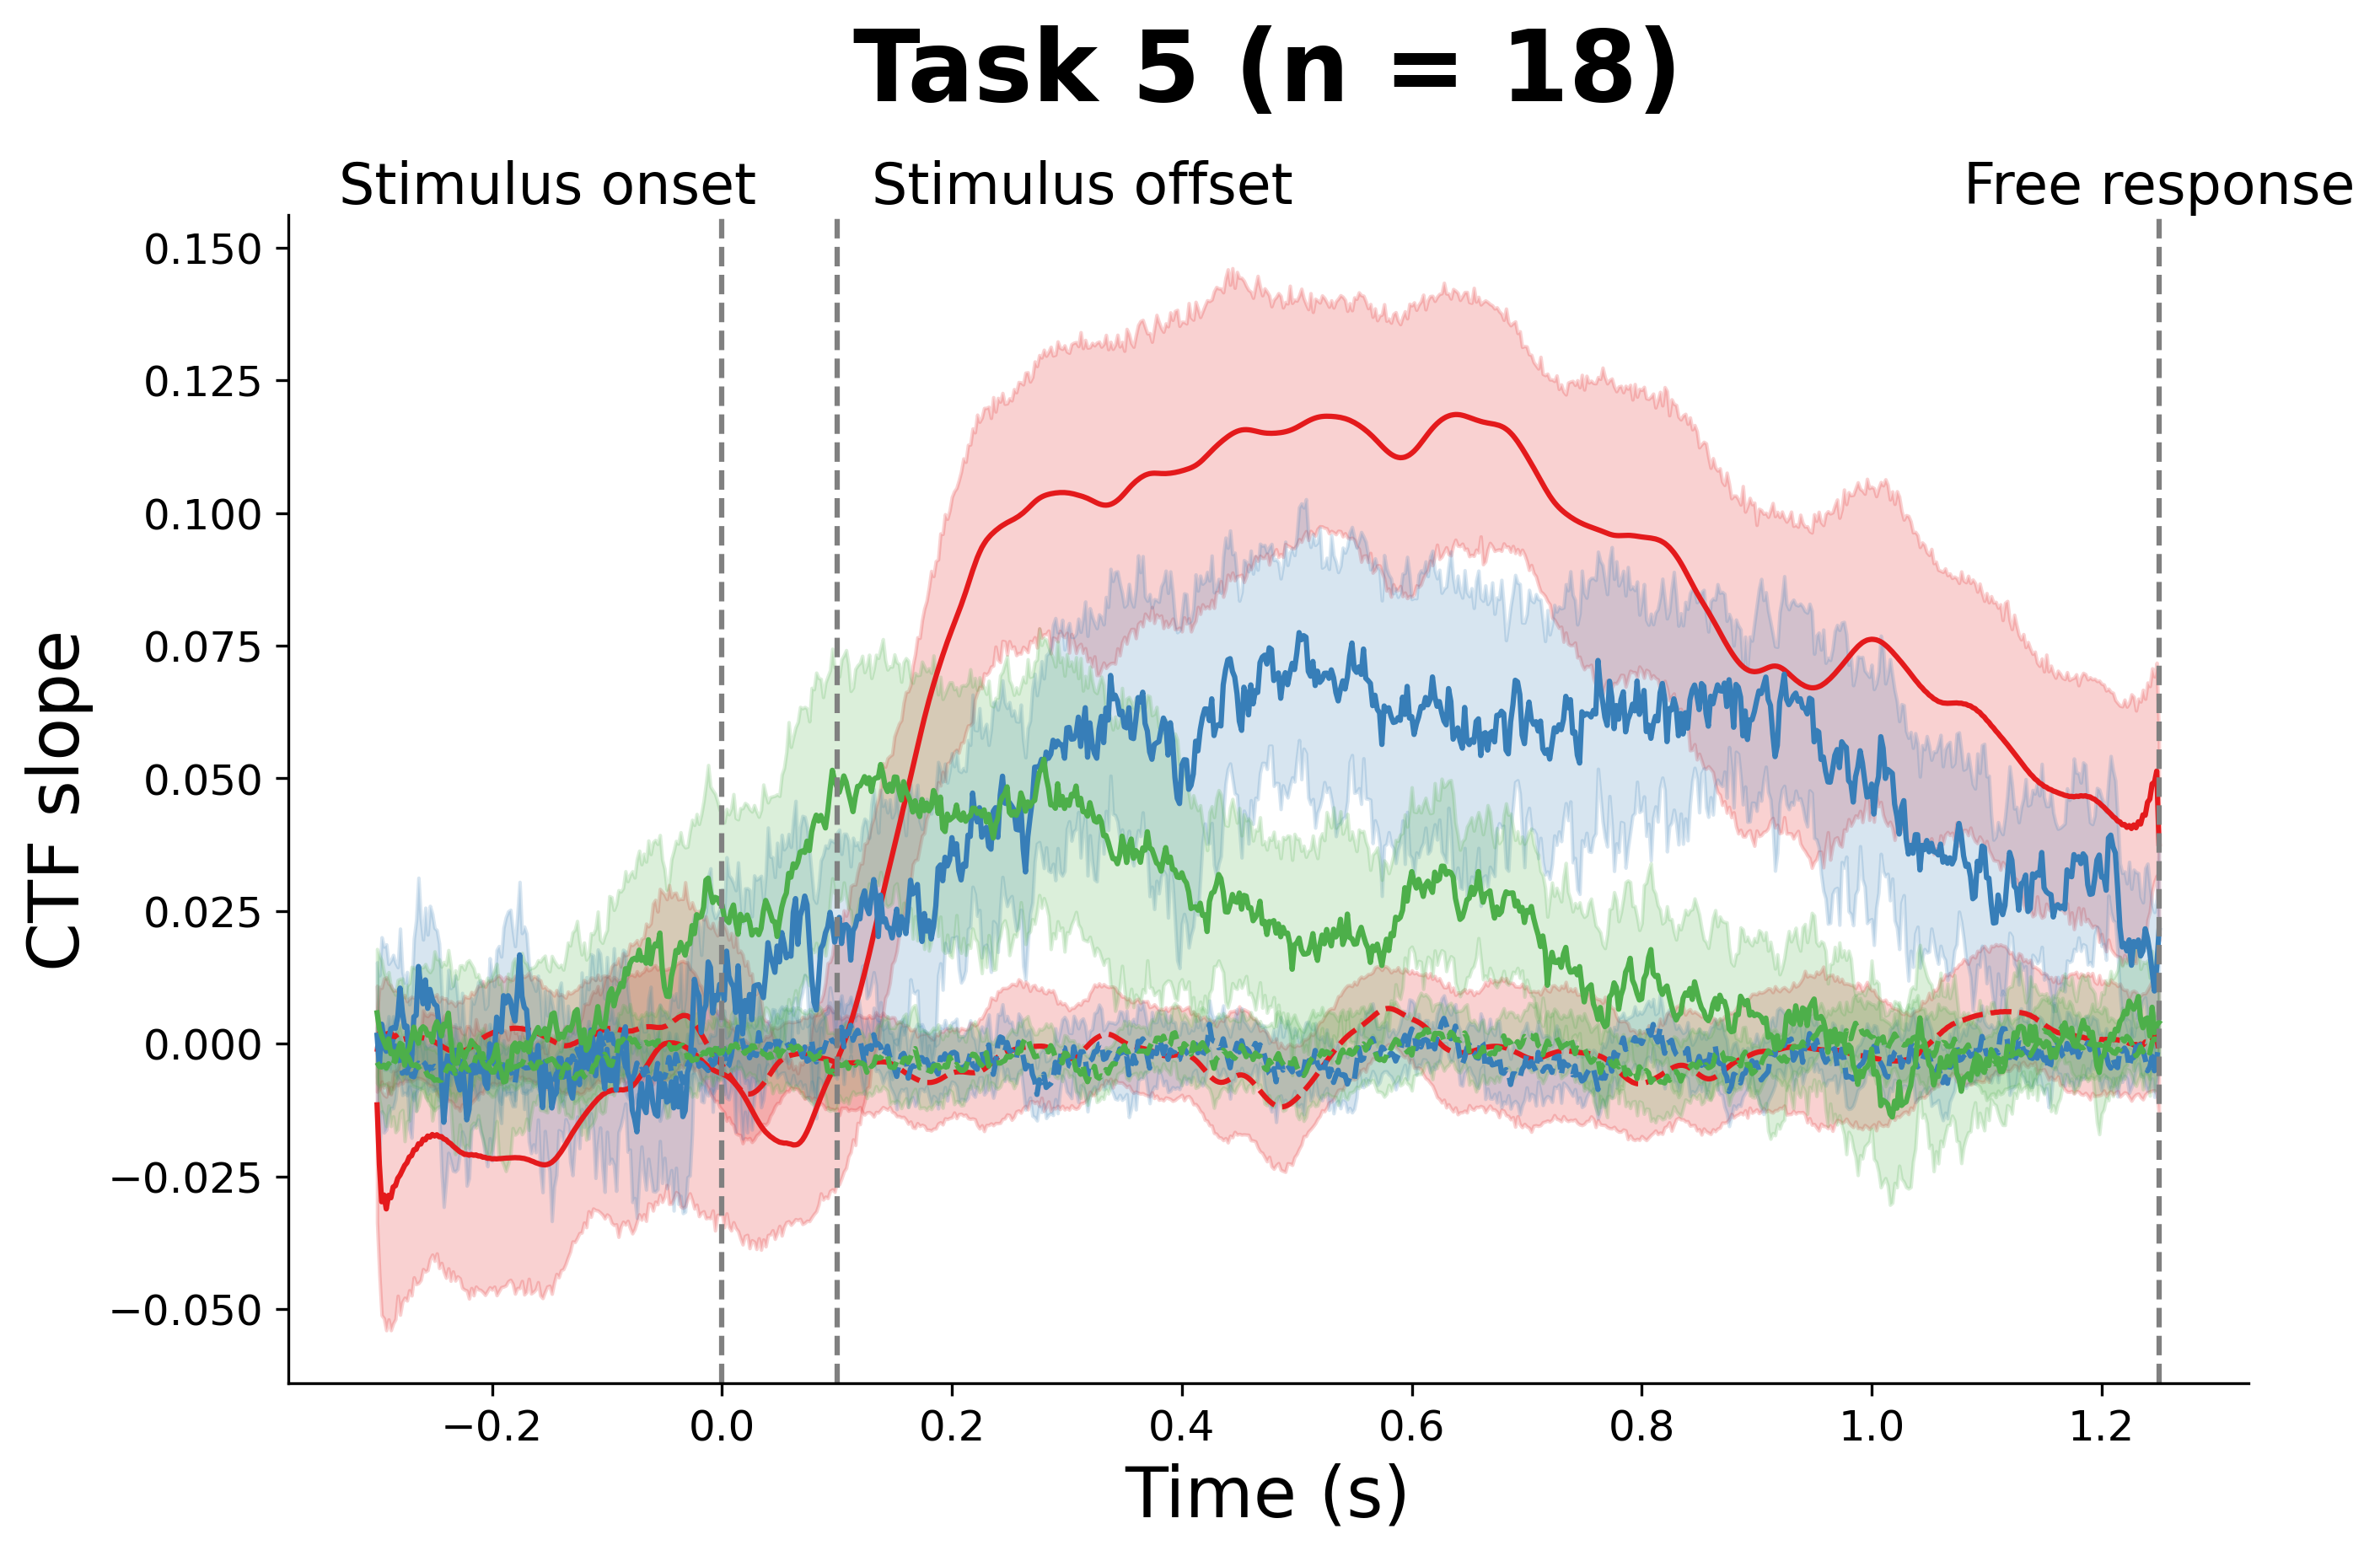 Task 5 (n = 18)
Stimulus onset Stimulus offset Free response
0.150
0.125
0.100
0.075
0.050
0.025
0.000
−0.025
−0.050
CTF slope
−0.2 0.0 0.2 0.4 0.6 0.8 1.0 1.2
Time (s)